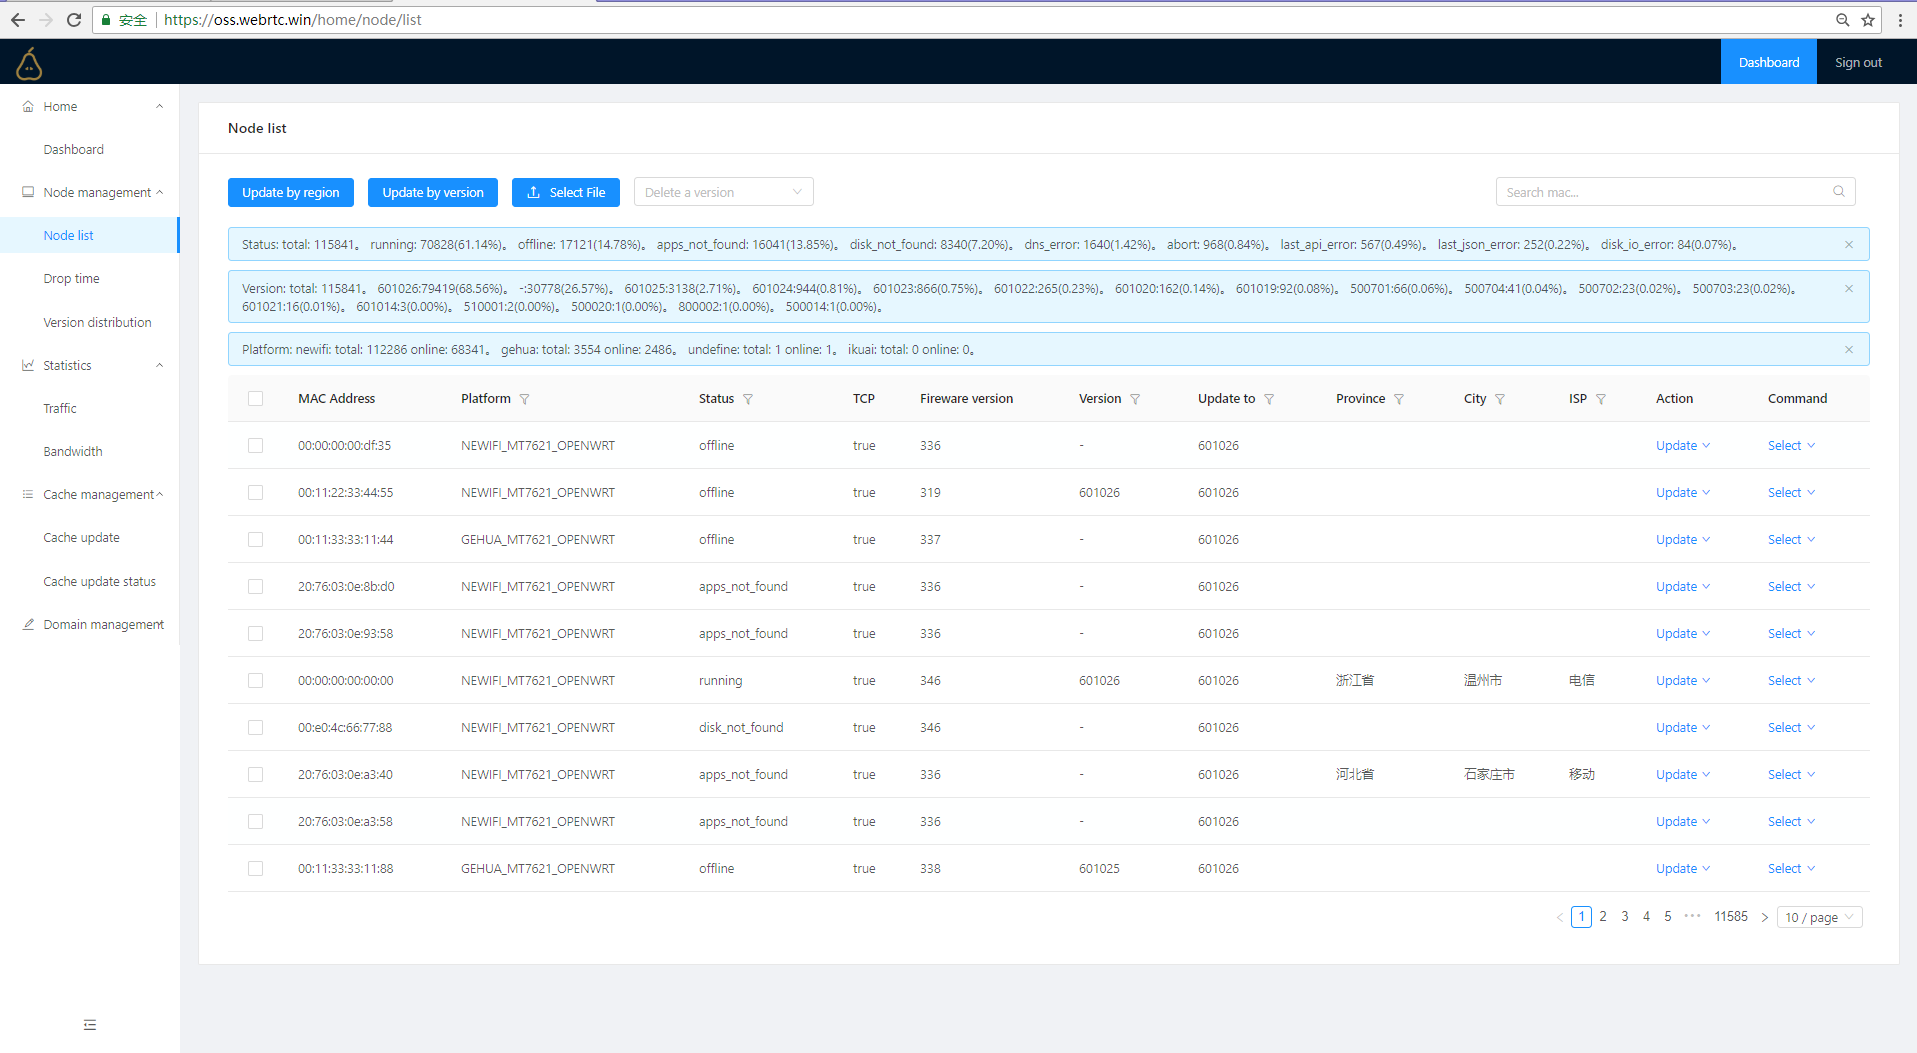 安全 https://oss.webrtc.win/home/node/list
Dashboard Sign out
Home
Dashboard
Node management
Node list
Drop time
Version distribution
Statistics
Traffic
Bandwidth
Cache management
Cache update
Cache update status
Domain management
Node list
Update by region Update by version Select File Delete a version Search mac...
Status: total: 115841。 running: 70828(61.14%)。 offline: 17121(14.78%)。 apps_not_found: 16041(13.85%)。 disk_not_found: 8340(7.20%)。 dns_error: 1640(1.42%)。 abort: 968(0.84%)。 last_api_error: 567(0.49%)。 last_json_error: 252(0.22%)。 disk_io_error: 84(0.07%)。
Version: total: 115841。 601026:79419(68.56%)。 -:30778(26.57%)。 601025:3138(2.71%)。 601024:944(0.81%)。 601023:866(0.75%)。 601022:265(0.23%)。 601020:162(0.14%)。 601019:92(0.08%)。 500701:66(0.06%)。 500704:41(0.04%)。 500702:23(0.02%)。 500703:23(0.02%)。
601021:16(0.01%)。 601014:3(0.00%)。 510001:2(0.00%)。 500020:1(0.00%)。 800002:1(0.00%)。 500014:1(0.00%)。
Platform: newifi: total: 112286 online: 68341。 gehua: total: 3554 online: 2486。 undefine: total: 1 online: 1。 ikuai: total: 0 online: 0。
MAC Address Platform Status TCP Fireware version Version Update to Province City ISP Action Command
00:00:00:00:df:35 NEWIFI_MT7621_OPENWRT offline true 336 - 601026 Update Select
00:11:22:33:44:55 NEWIFI_MT7621_OPENWRT offline true 319 601026 601026 Update Select
00:11:33:33:11:44 GEHUA_MT7621_OPENWRT offline true 337 - 601026 Update Select
20:76:03:0e:8b:d0 NEWIFI_MT7621_OPENWRT apps_not_found true 336 - 601026 Update Select
20:76:03:0e:93:58 NEWIFI_MT7621_OPENWRT apps_not_found true 336 - 601026 Update Select
00:00:00:00:00:00 NEWIFI_MT7621_OPENWRT running true 346 601026 601026 浙江省 温州市 电信 Update Select
00:e0:4c:66:77:88 NEWIFI_MT7621_OPENWRT disk_not_found true 346 - 601026 Update Select
20:76:03:0e:a3:40 NEWIFI_MT7621_OPENWRT apps_not_found true 336 - 601026 河北省 石家庄市 移动 Update Select
20:76:03:0e:a3:58 NEWIFI_MT7621_OPENWRT apps_not_found true 336 - 601026 Update Select
00:11:33:33:11:88 GEHUA_MT7621_OPENWRT offline true 338 601025 601026 Update Select
1 2 3 4 5 ••• 11585 10 / page